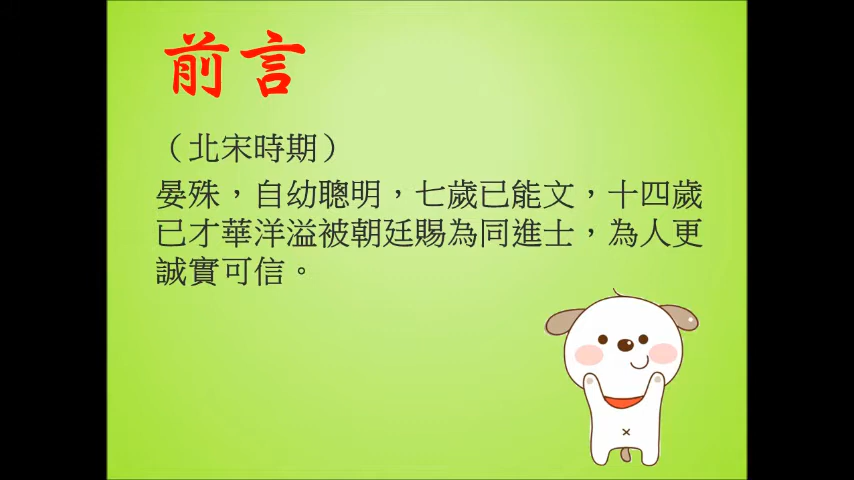 前言
（北宋時期）
晏殊，自幼聰明，七歲已能文，十四歲
已才華洋溢被朝廷賜為同進士，為人更
誠實可信。